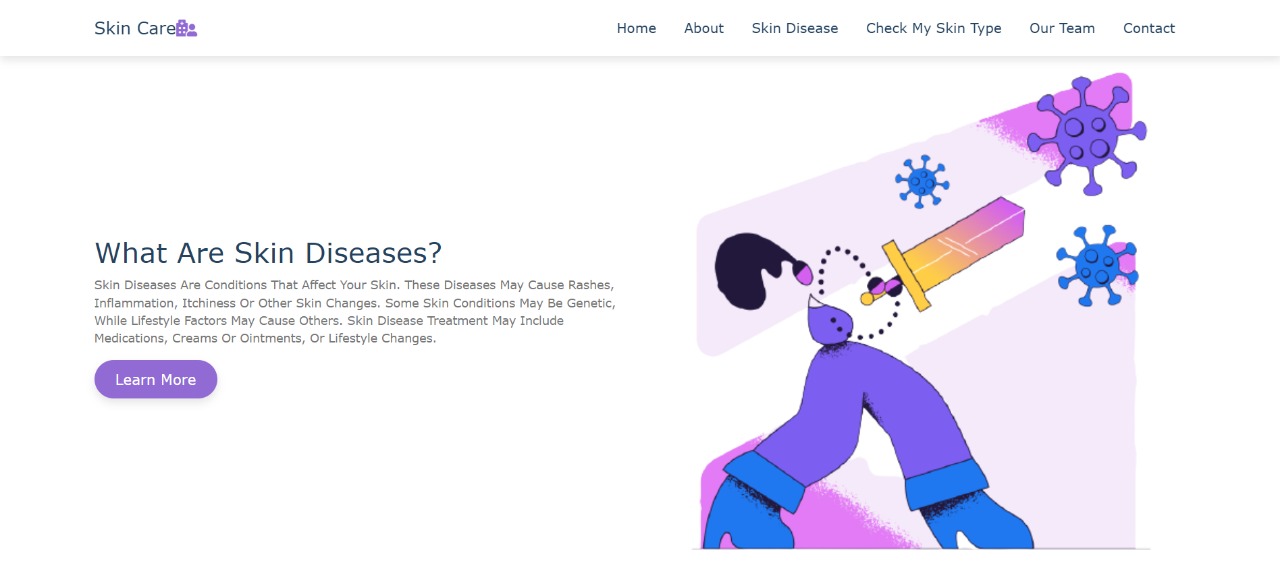 Skin Care
Home About Skin Disease Check My Skin Type Our Team Contact
What Are Skin Diseases?
Skin Diseases Are Conditions That Affect Your Skin. These Diseases May Cause Rashes,
Inflammation, Itchiness Or Other Skin Changes. Some Skin Conditions May Be Genetic,
While Lifestyle Factors May Cause Others. Skin Disease Treatment May Include
Medications, Creams Or Ointments, Or Lifestyle Changes.
Learn More